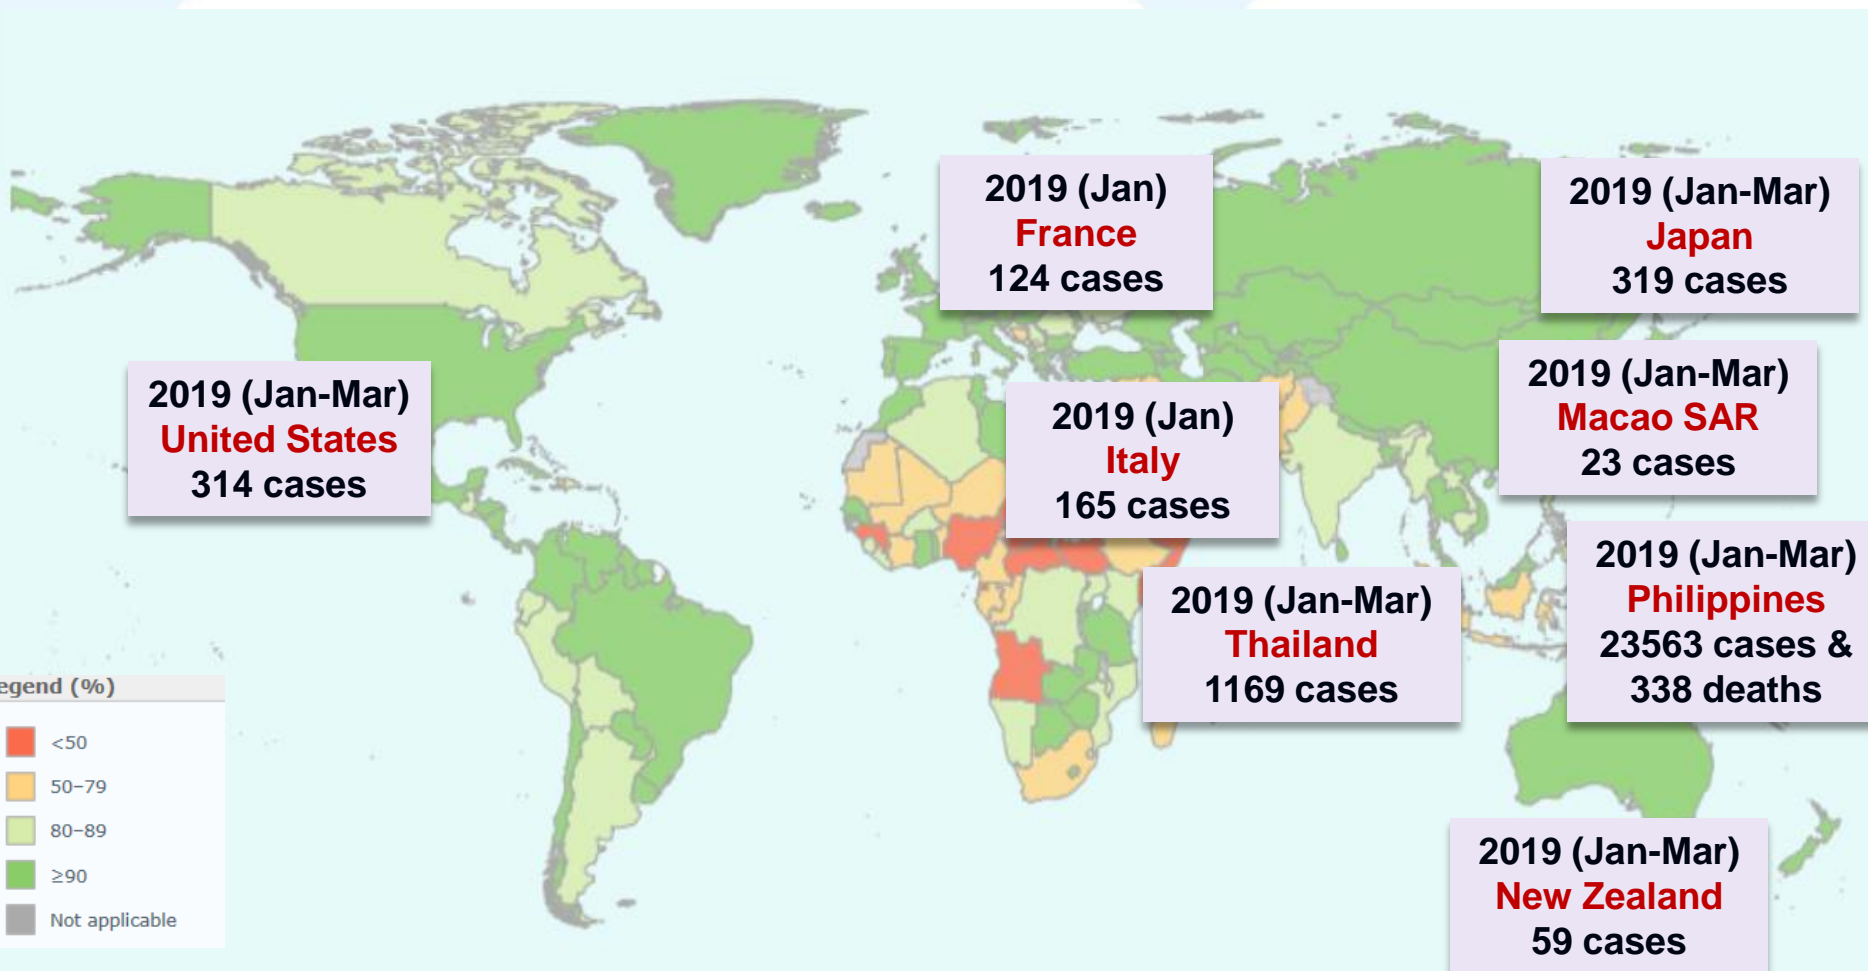 2019 (Jan)
France
124 cases
2019 (Jan-Mar)
Japan
319 cases
2019 (Jan-Mar)
United States
314 cases
2019 (Jan)
Italy
165 cases
2019 (Jan-Mar)
Macao SAR
23 cases
2019 (Jan-Mar)
Thailand
1169 cases
2019 (Jan-Mar)
Philippines
23563 cases &
338 deaths
2019 (Jan-Mar)
New Zealand
59 cases
egend (%)
<50
50–79
80–89
≥90
Not applicable